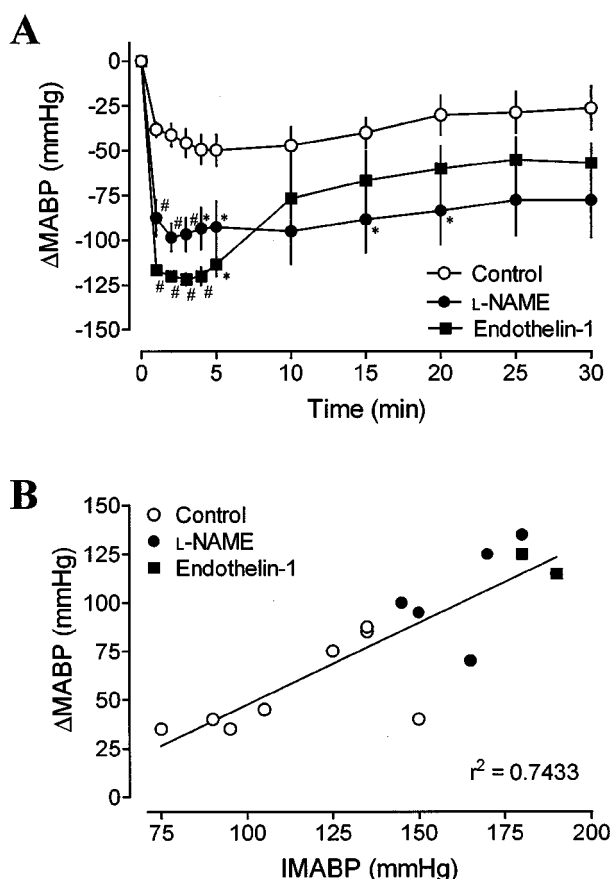 A
0
-25
-50
-75
-100
-125
-150
ΔMABP (mmHg)
# # # * *
# # # # *
* *
Control
L-NAME
Endothelin-1
0 5 10 15 20 25 30
Time (min)
B
150
125
100
75
50
25
0
ΔMABP (mmHg)
Control
L-NAME
Endothelin-1
r² = 0.7433
75 100 125 150 175 200
IMABP (mmHg)